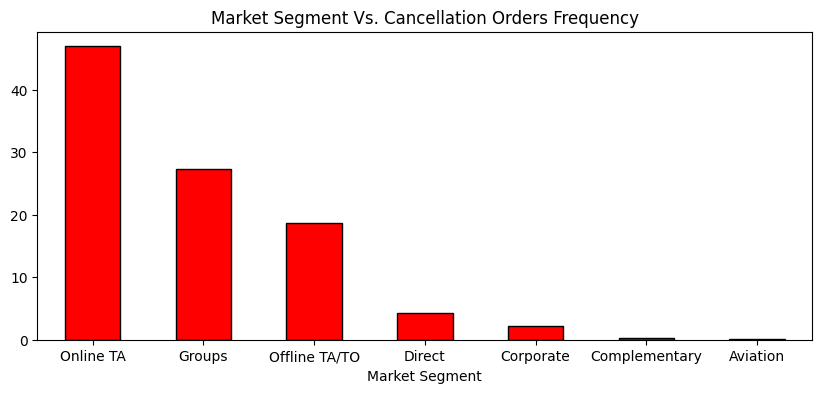 Market Segment Vs. Cancellation Orders Frequency
40
30
20
10
0
Online TA Groups Offline TA/TO Direct Corporate Complementary Aviation
Market Segment